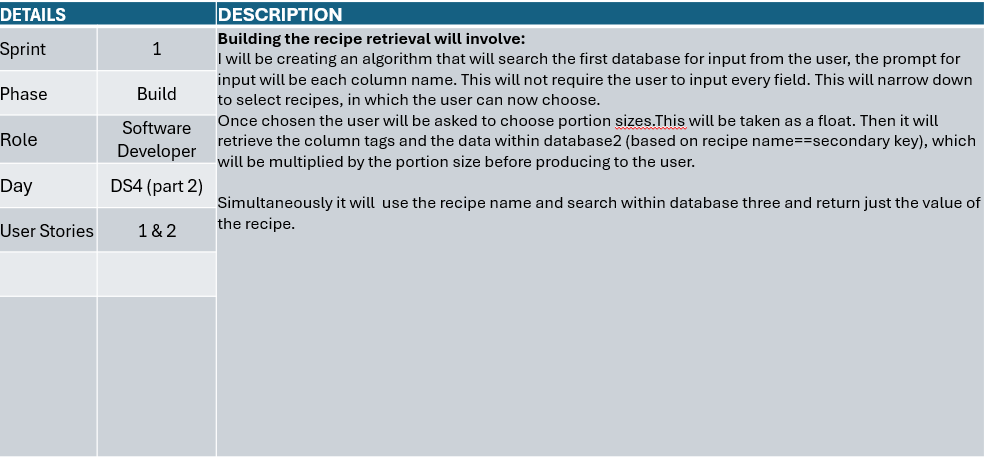 DETAILS
DESCRIPTION
Sprint
1
Phase
Build
Role
Software
Developer
Day
DS4 (part 2)
User Stories
1 & 2
Building the recipe retrieval will involve:
I will be creating an algorithm that will search the first database for input from the user, the prompt for
input will be each column name. This will not require the user to input every field. This will narrow down
to select recipes, in which the user can now choose.
Once chosen the user will be asked to choose portion sizes.This will be taken as a float. Then it will
retrieve the column tags and the data within database2 (based on recipe name==secondary key), which
will be multiplied by the portion size before producing to the user.
Simultaneously it will  use the recipe name and search within database three and return just the value of
the recipe.